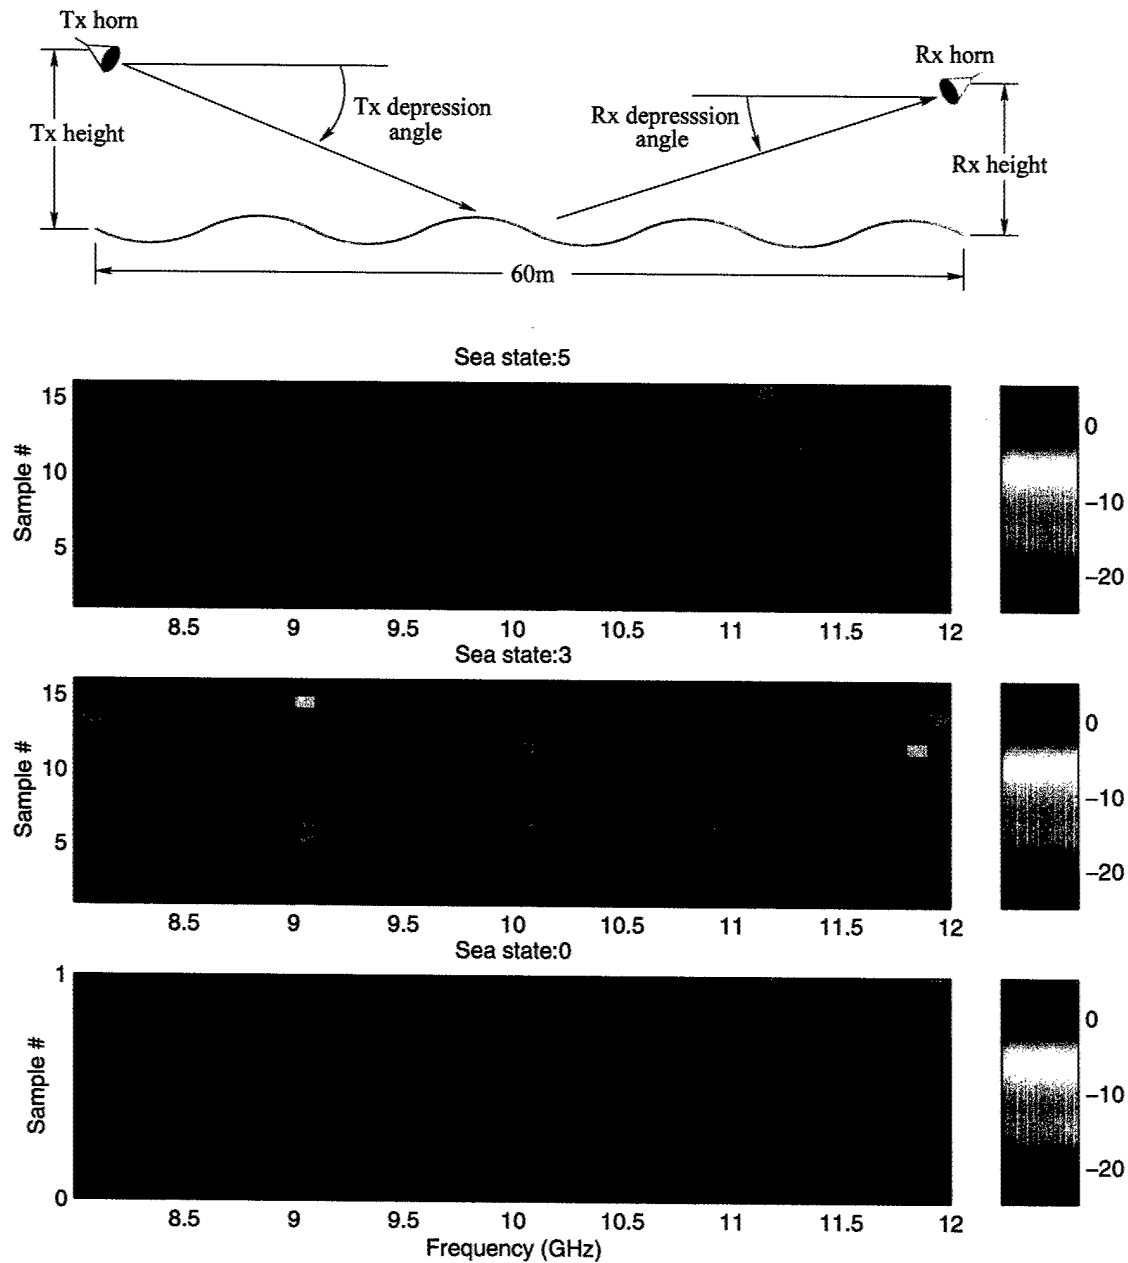 Tx horn
Rx horn
Tx depression
angle
Rx depresssion
angle
Tx height
Rx height
60m
Sea state:5
Sample #
15
10
5
8.5 9 9.5 10 10.5 11 11.5 12
0
−10
−20
Sea state:3
Sample #
15
10
5
8.5 9 9.5 10 10.5 11 11.5 12
0
−10
−20
Sea state:0
Sample #
1
0
8.5 9 9.5 10 10.5 11 11.5 12
Frequency (GHz)
0
−10
−20